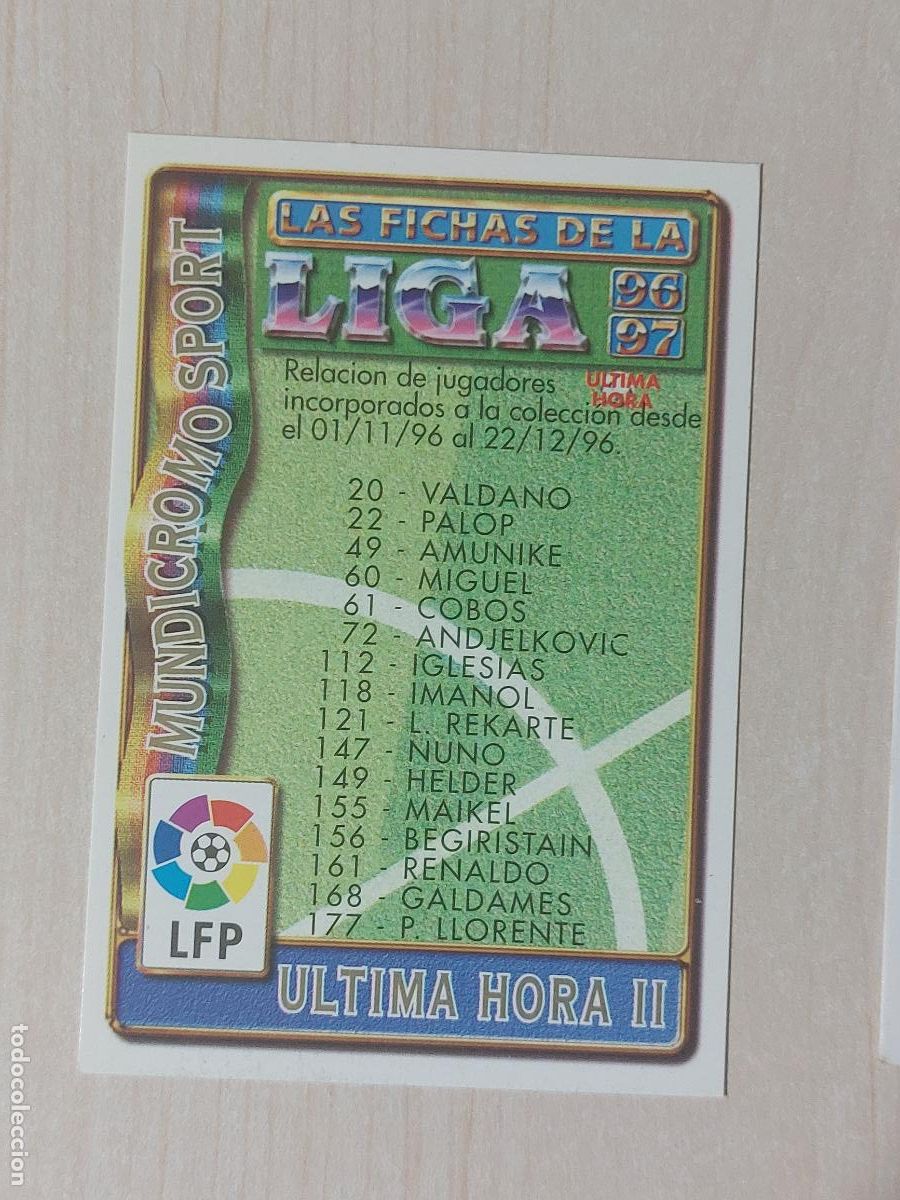 LAS FICHAS DE LA
LIGA
96
97
Relacion de jugadores
ULTIMA
HORA
incorporados a la colección desde
el 01/11/96 al 22/12/96.
20 - VALDANO
22 - PALOP
49 - AMUNIKE
60 - MIGUEL
61 - COBOS
72 - ANDJELKOVIC
112 - IGLESIAS
118 - IMANOL
121 - L. REKARTE
147 - NUNO
149 - HELDER
155 - MAIKEL
156 - BEGIRISTAIN
161 - RENALDO
168 - GALDAMES
177 - P. LLORENTE
MUNDICROMO SPORT
LFP
ULTIMA HORA II
todocoleccion.net